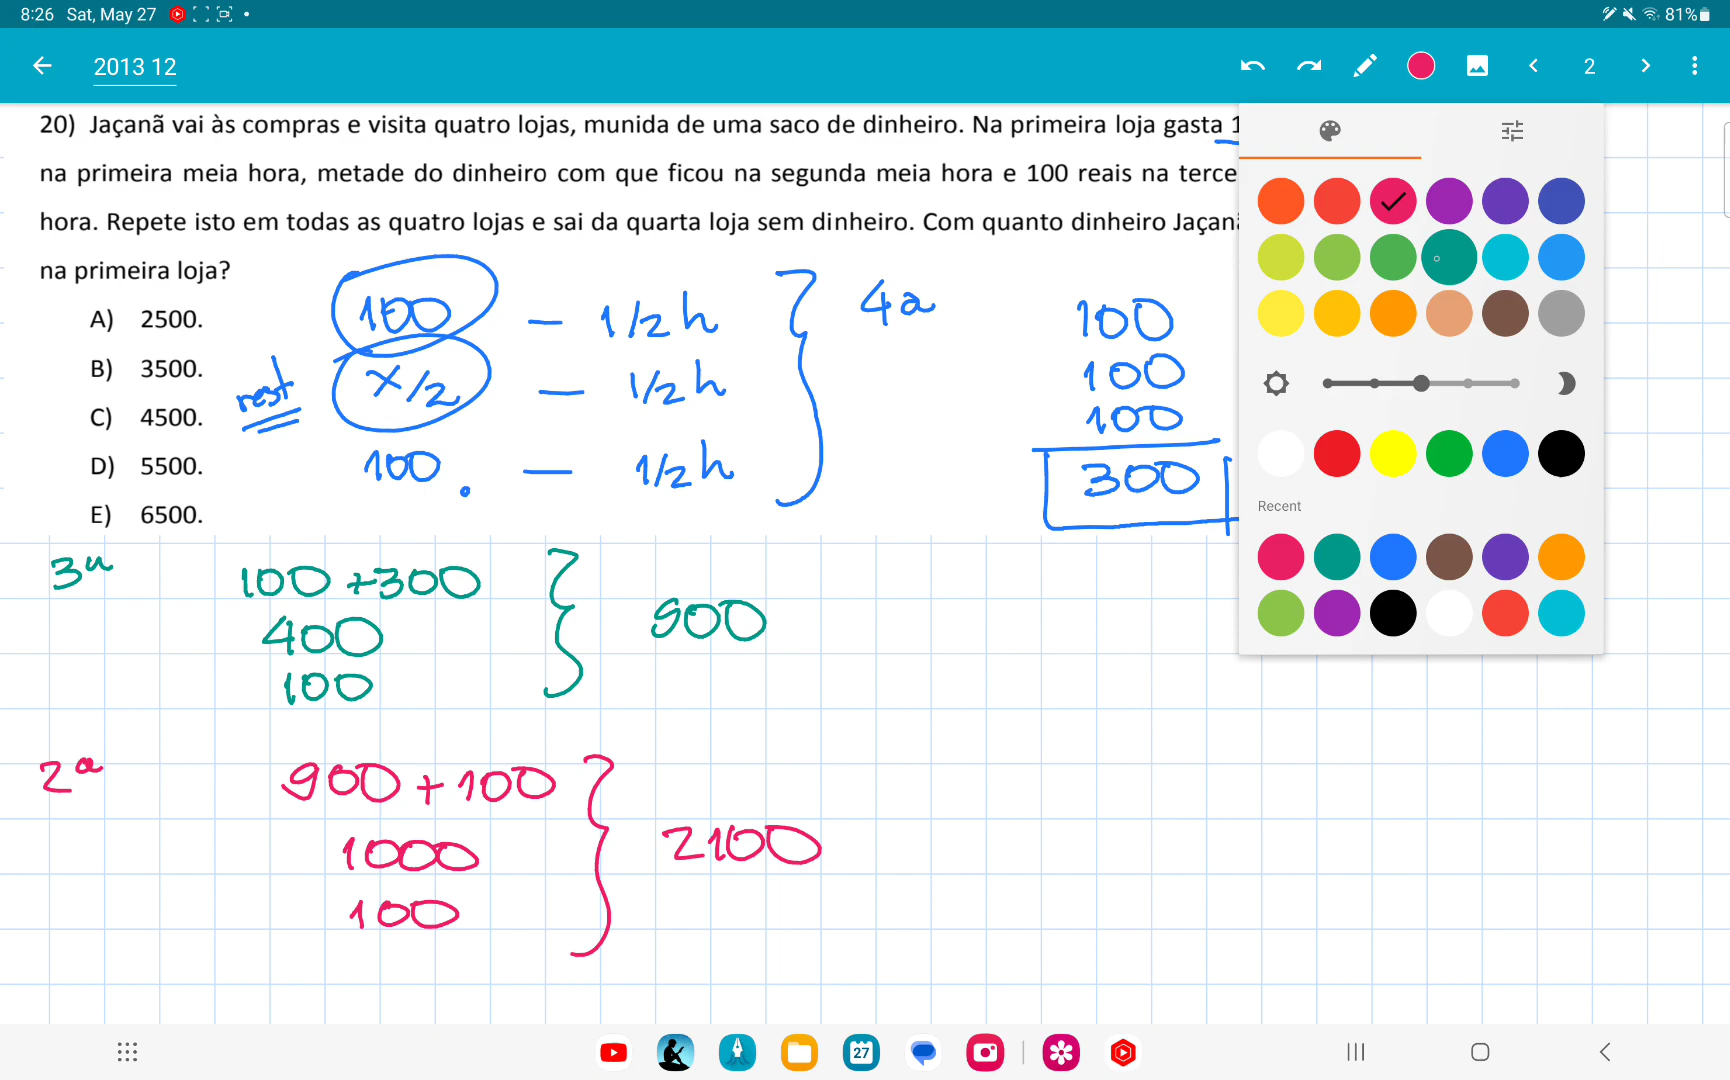 8:26 Sat, May 27
81%
2013 12
2
20) Jaçanã vai às compras e visita quatro lojas, munida de uma saco de dinheiro. Na primeira loja gasta 1
na primeira meia hora, metade do dinheiro com que ficou na segunda meia hora e 100 reais na terce
hora. Repete isto em todas as quatro lojas e sai da quarta loja sem dinheiro. Com quanto dinheiro Jaçan
na primeira loja?
A) 2500.
B) 3500.
C) 4500.
D) 5500.
E) 6500.
100 — 1/2 h
rest x/2 — 1/2 h
100. — 1/2 h
4a
100
100
100
300
Recent
3a
100 + 300
400
100
900
2a
900 + 100
1000
100
2100
27